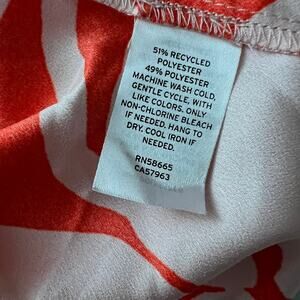 51% RECYCLED
POLYESTER
49% POLYESTER
MACHINE WASH COLD,
GENTLE CYCLE, WITH
LIKE COLORS. ONLY
NON-CHLORINE BLEACH
IF NEEDED. HANG TO
DRY. COOL IRON IF
NEEDED.
RN58665
CA57963